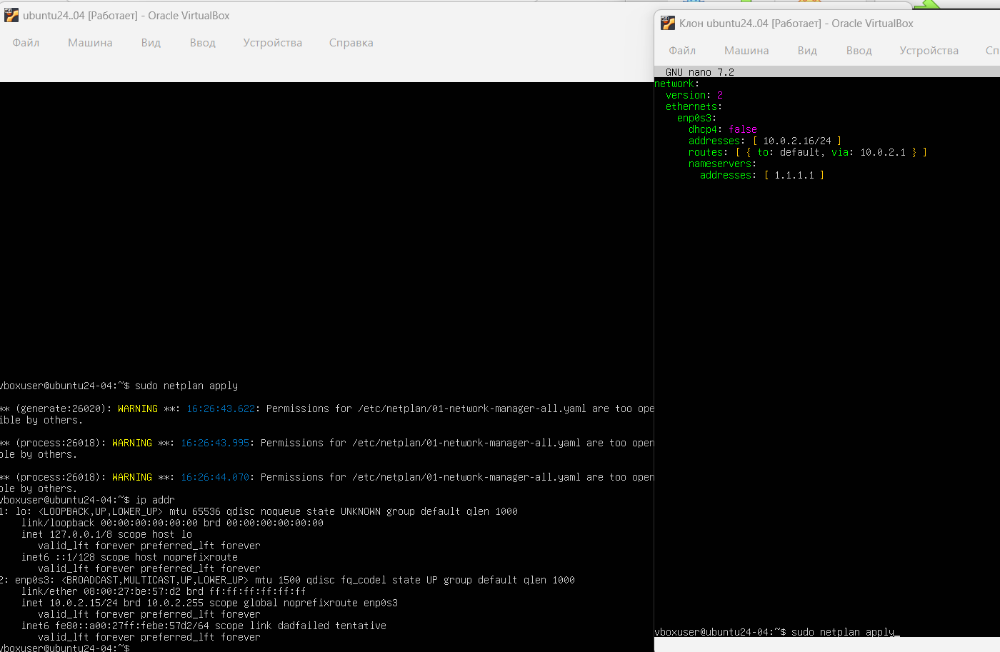 ubuntu24..04 [Работает] - Oracle VirtualBox
Файл Машина Вид Ввод Устройства Справка
vboxuser@ubuntu24-04:~$ sudo netplan apply
** (generate:26020): WARNING **: 16:26:43.622: Permissions for /etc/netplan/01-network-manager-all.yaml are too ope
ible by others.
** (process:26018): WARNING **: 16:26:43.995: Permissions for /etc/netplan/01-network-manager-all.yaml are too open
ble by others.
** (process:26018): WARNING **: 16:26:44.070: Permissions for /etc/netplan/01-network-manager-all.yaml are too open
ble by others.
vboxuser@ubuntu24-04:~$ ip addr
1: lo: <LOOPBACK,UP,LOWER_UP> mtu 65536 qdisc noqueue state UNKNOWN group default qlen 1000
link/loopback 00:00:00:00:00:00 brd 00:00:00:00:00:00
inet 127.0.0.1/8 scope host lo
valid_lft forever preferred_lft forever
inet6 ::1/128 scope host noprefixroute
valid_lft forever preferred_lft forever
2: enp0s3: <BROADCAST,MULTICAST,UP,LOWER_UP> mtu 1500 qdisc fq_codel state UP group default qlen 1000
link/ether 08:00:27:be:57:d2 brd ff:ff:ff:ff:ff:ff
inet 10.0.2.15/24 brd 10.0.2.255 scope global noprefixroute enp0s3
valid_lft forever preferred_lft forever
inet6 fe80::a00:27ff:febe:57d2/64 scope link dadfailed tentative
valid_lft forever preferred_lft forever
vboxuser@ubuntu24-04:~$
Клон ubuntu24..04 [Работает] - Oracle VirtualBox
Файл Машина Вид Ввод Устройства Сп
GNU nano 7.2
network:
version: 2
ethernets:
enp0s3:
dhcp4: false
addresses: [ 10.0.2.16/24 ]
routes: [ { to: default, via: 10.0.2.1 } ]
nameservers:
addresses: [ 1.1.1.1 ]
vboxuser@ubuntu24-04:~$ sudo netplan apply_